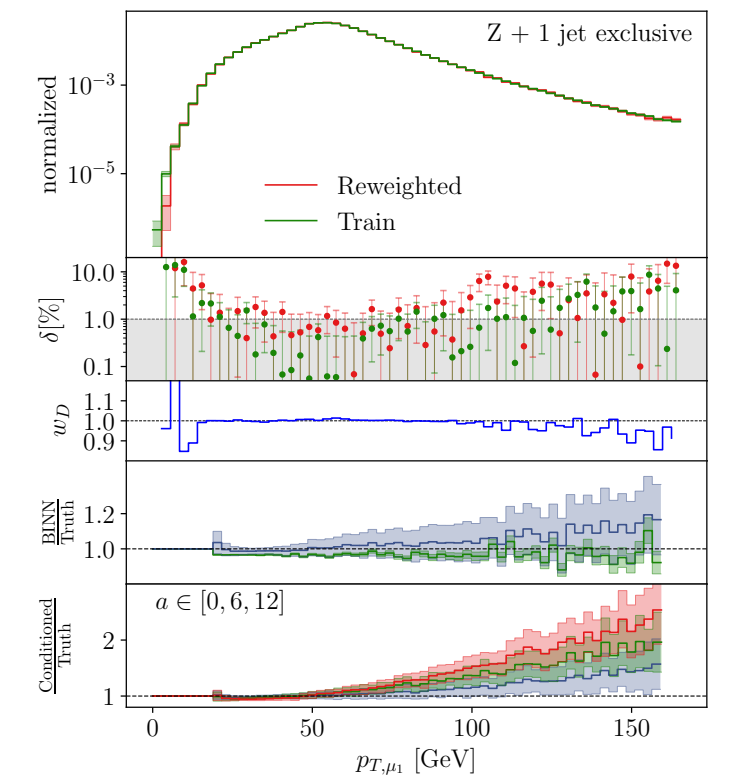 Z + 1 jet exclusive
normalized
10⁻³
10⁻⁵
Reweighted
Train
δ[%]
10.0
1.0
0.1
w_D
1.1
1.0
0.9
BINN
Truth
1.2
1.0
a ∈ [0, 6, 12]
Conditioned
Truth
2
1
0 50 100 150
p_{T,μ₁} [GeV]